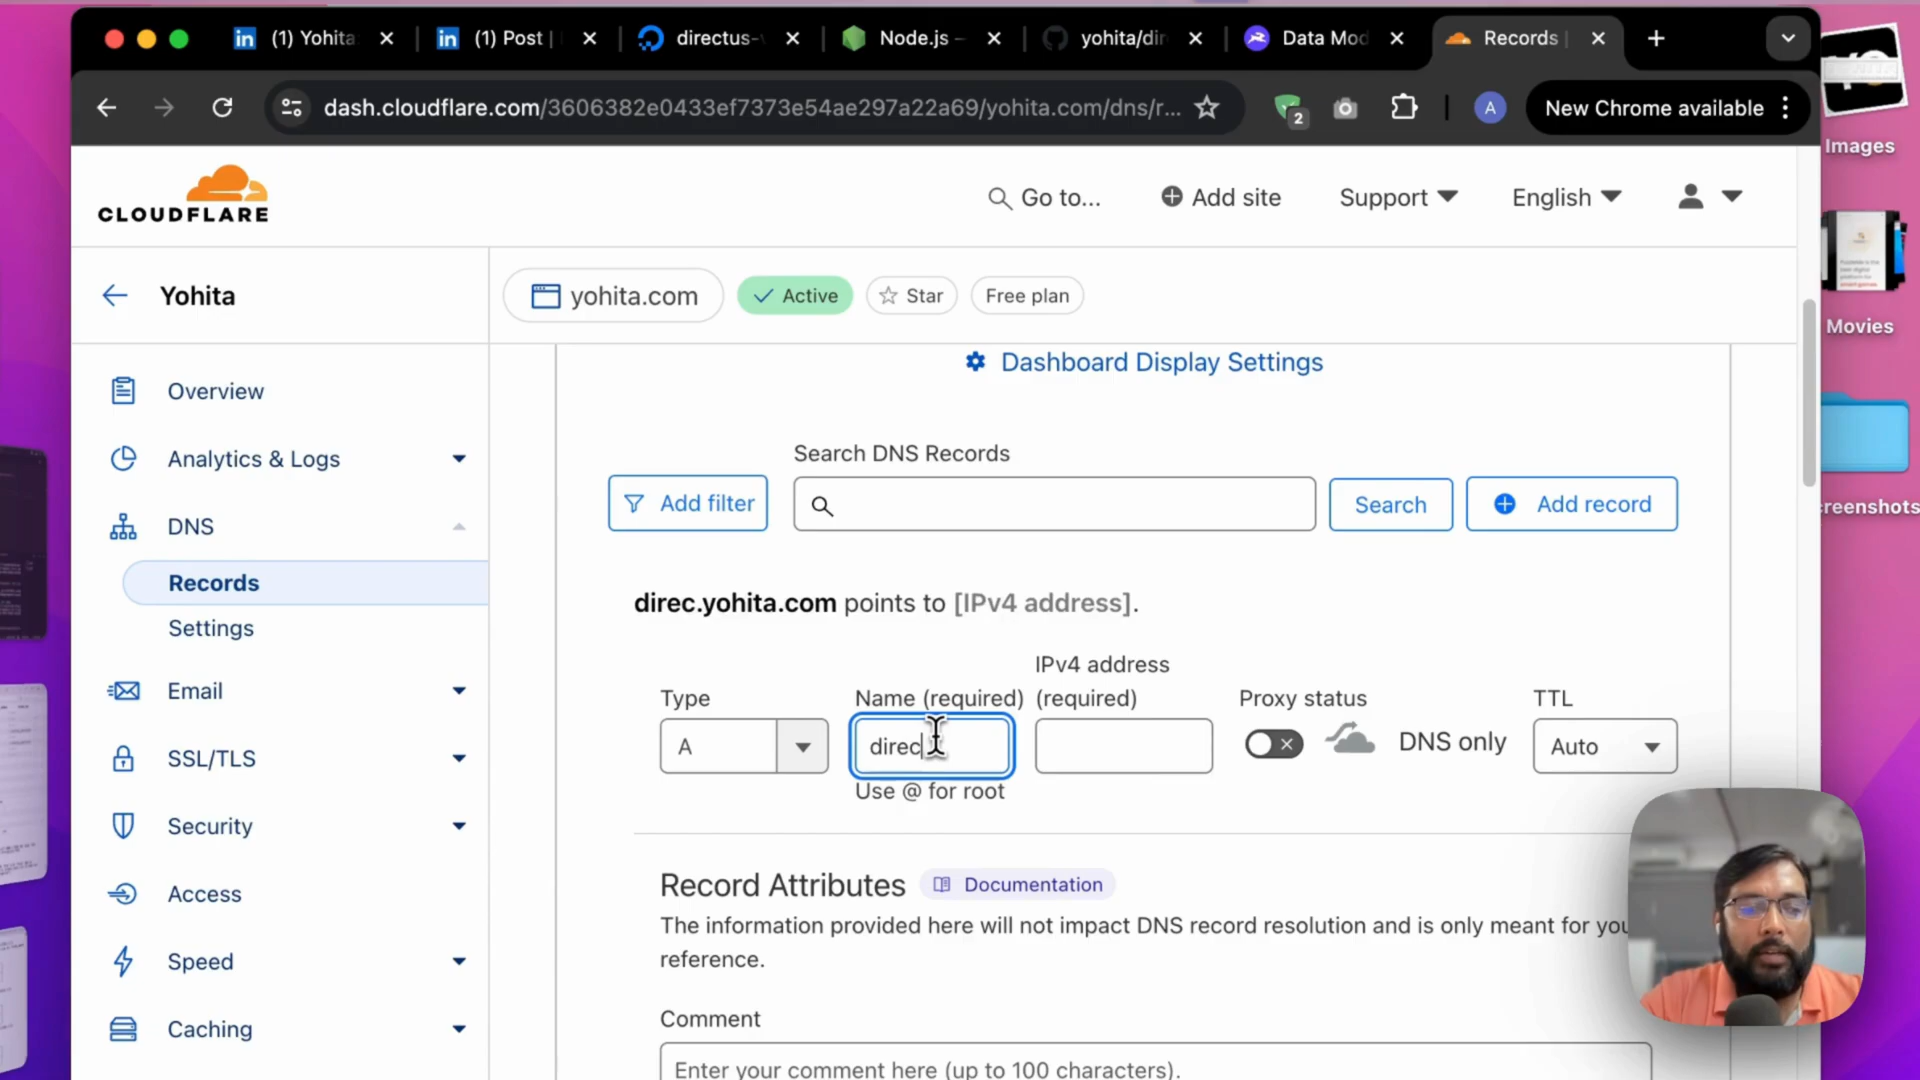 (1) Yohita
(1) Post |
directus-
Node.js –
yohita/dir
Data Mod
Records |
dash.cloudflare.com/3606382e0433ef7373e54ae297a22a69/yohita.com/dns/r...
2
A
New Chrome available
Images
CLOUDFLARE
Go to...
Add site
Support
English
Yohita
yohita.com
Active
Star
Free plan
Movies
Overview
Dashboard Display Settings
Analytics & Logs
Search DNS Records
Add filter
Search
Add record
creenshots
DNS
Records
direc.yohita.com points to [IPv4 address].
Settings
Email
Type
Name (required)
IPv4 address (required)
Proxy status
TTL
A
direc
DNS only
Auto
Use @ for root
SSL/TLS
Security
Record Attributes
Documentation
Access
The information provided here will not impact DNS record resolution and is only meant for you
reference.
Speed
Comment
Caching
Enter your comment here (up to 100 characters).